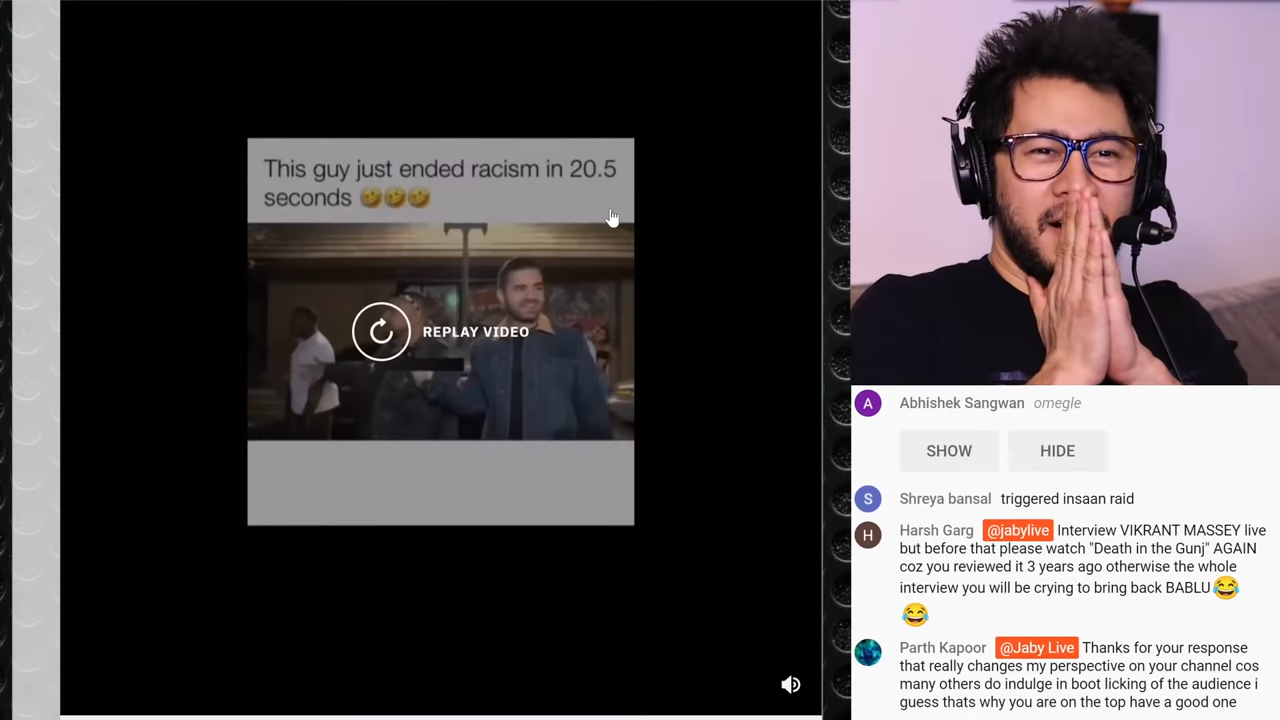 This guy just ended racism in 20.5
seconds 🤣🤣🤣
REPLAY VIDEO
A
Abhishek Sangwan omegle
SHOW HIDE
S
Shreya bansal triggered insaan raid
H
Harsh Garg @jabylive Interview VIKRANT MASSEY live
but before that please watch "Death in the Gunj" AGAIN
coz you reviewed it 3 years ago otherwise the whole
interview you will be crying to bring back BABLU😂
😂
Parth Kapoor @Jaby Live Thanks for your response
that really changes my perspective on your channel cos
many others do indulge in boot licking of the audience i
guess thats why you are on the top have a good one